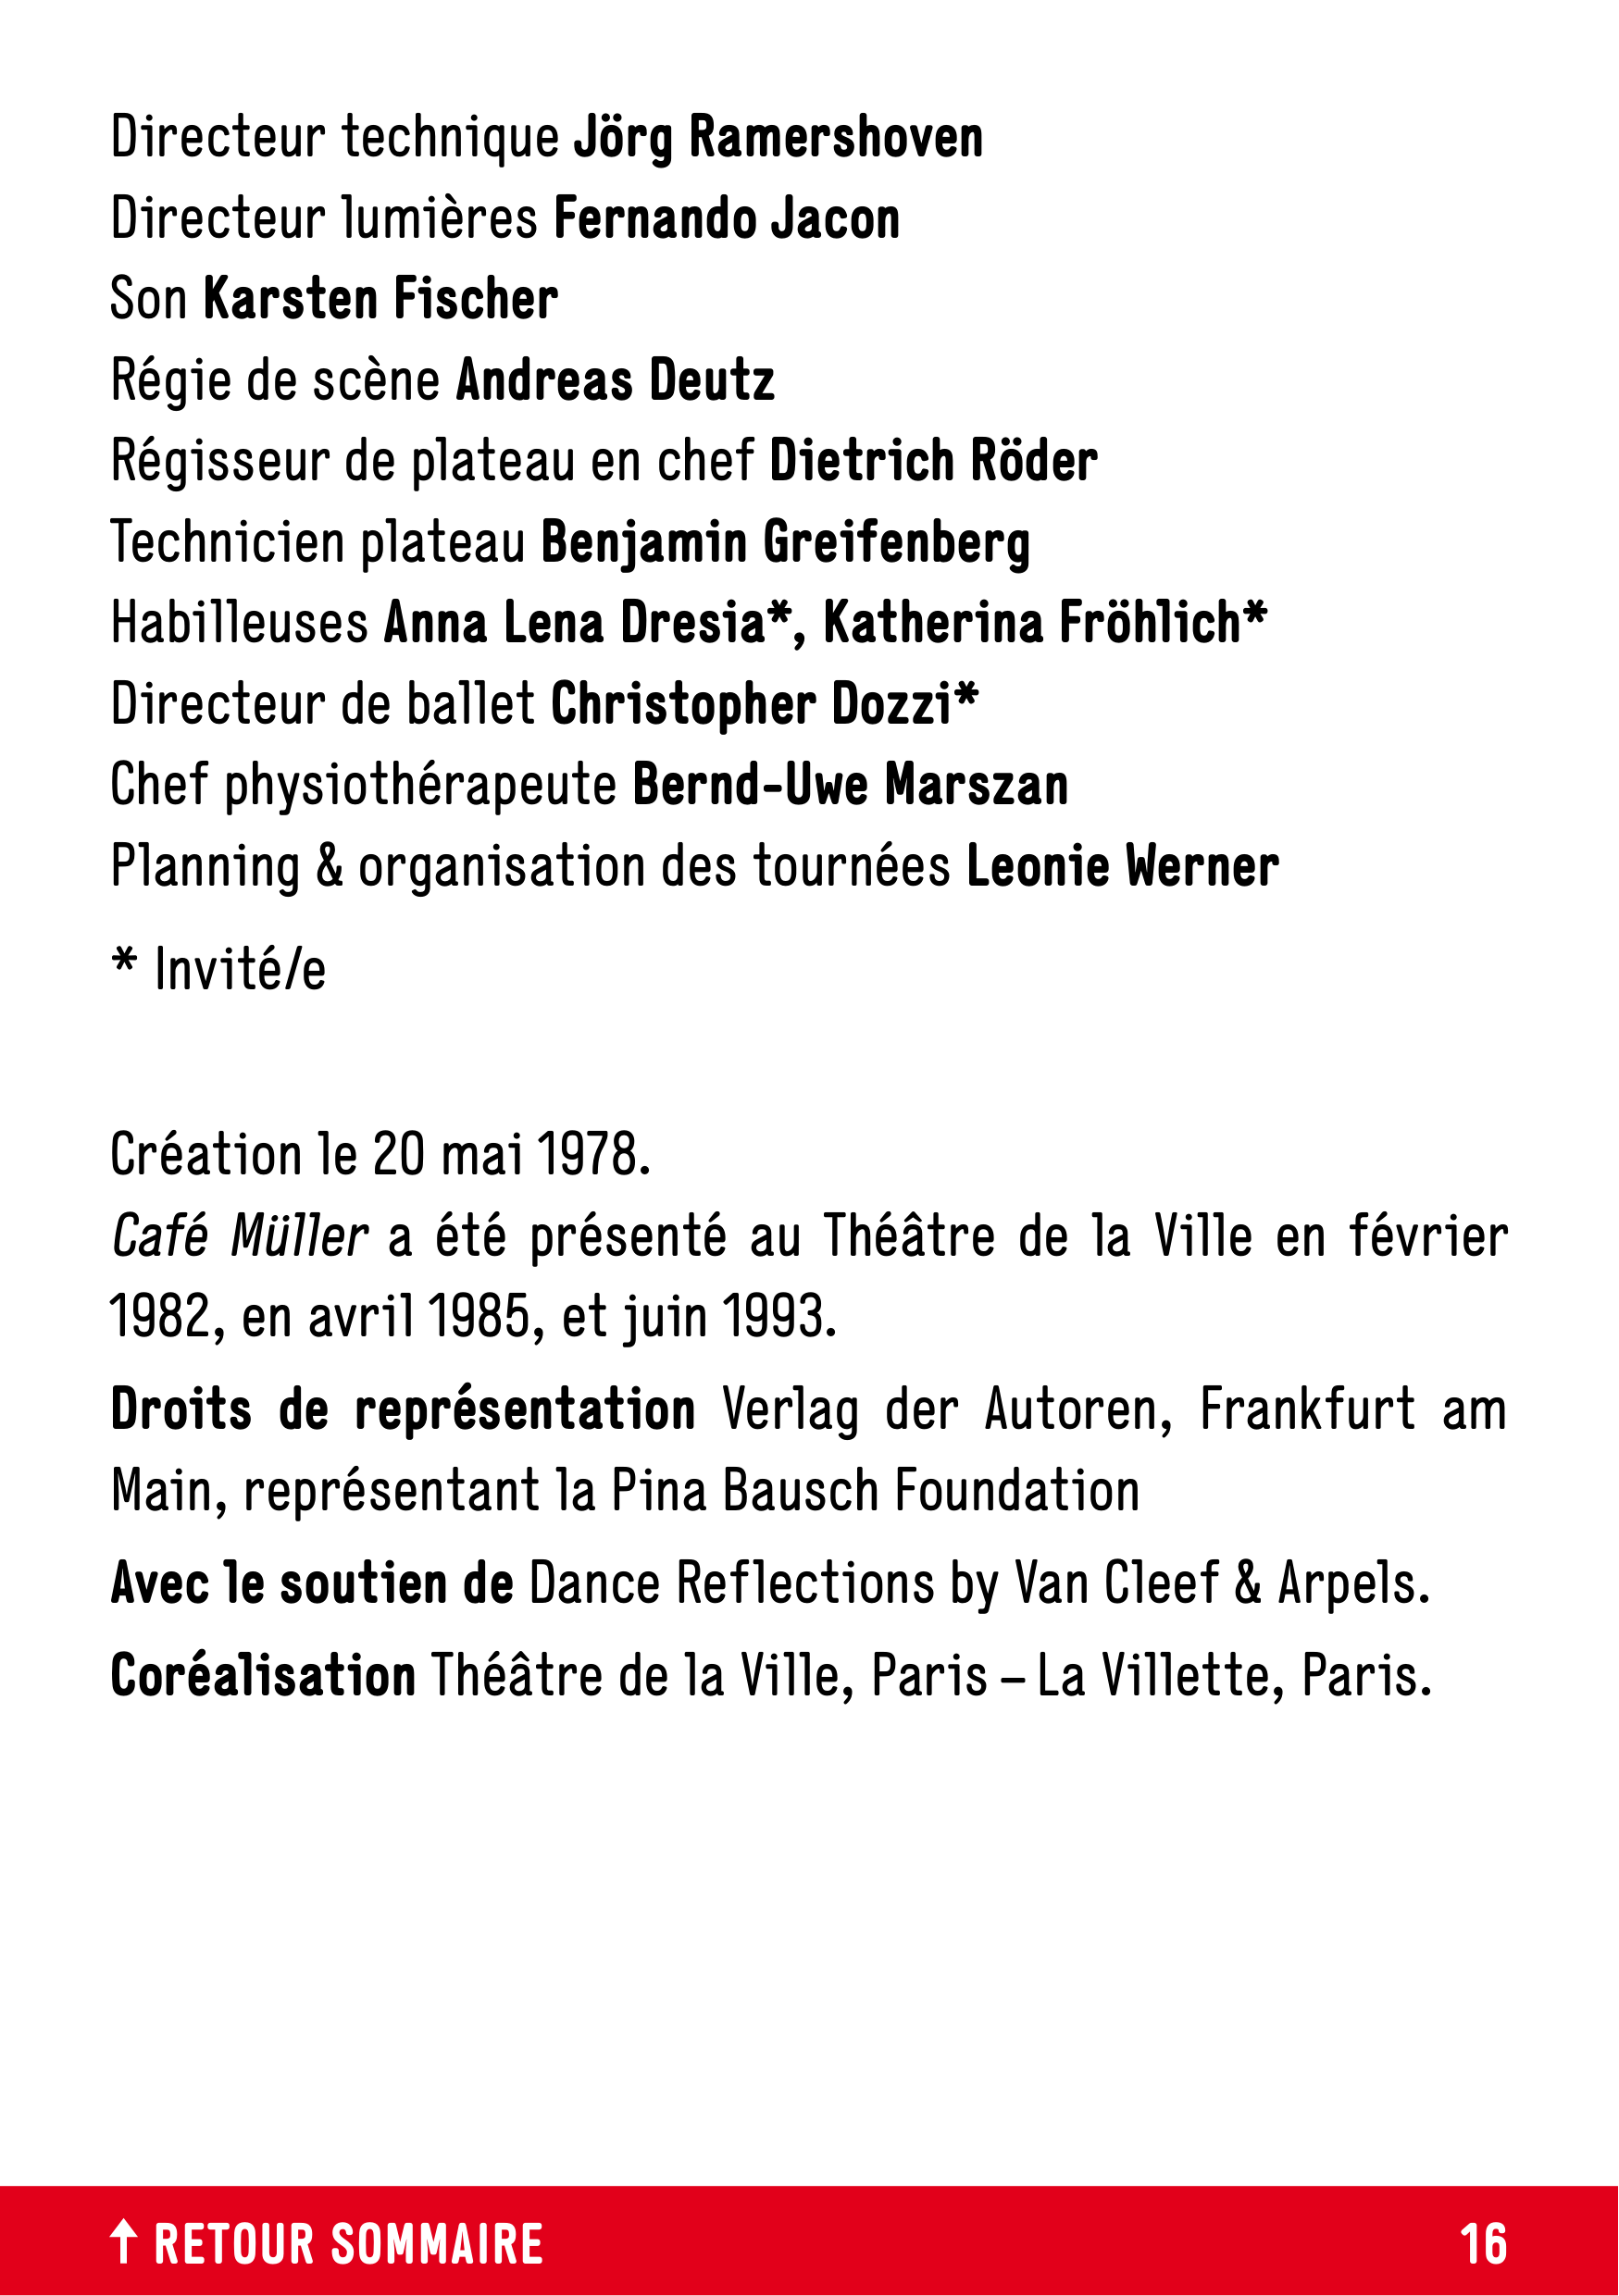 Directeur technique Jörg Ramershoven
Directeur lumières Fernando Jacon
Son Karsten Fischer
Régie de scène Andreas Deutz
Régisseur de plateau en chef Dietrich Röder
Technicien plateau Benjamin Greifenberg
Habilleuses Anna Lena Dresia*, Katherina Fröhlich*
Directeur de ballet Christopher Dozzi*
Chef physiothérapeute Bernd-Uwe Marszan
Planning & organisation des tournées Leonie Werner
* Invité/e
Création le 20 mai 1978.
Café Müller a été présenté au Théâtre de la Ville en février
1982, en avril 1985, et juin 1993.
Droits de représentation Verlag der Autoren, Frankfurt am
Main, représentant la Pina Bausch Foundation
Avec le soutien de Dance Reflections by Van Cleef & Arpels.
Coréalisation Théâtre de la Ville, Paris – La Villette, Paris.
↑ RETOUR SOMMAIRE 16